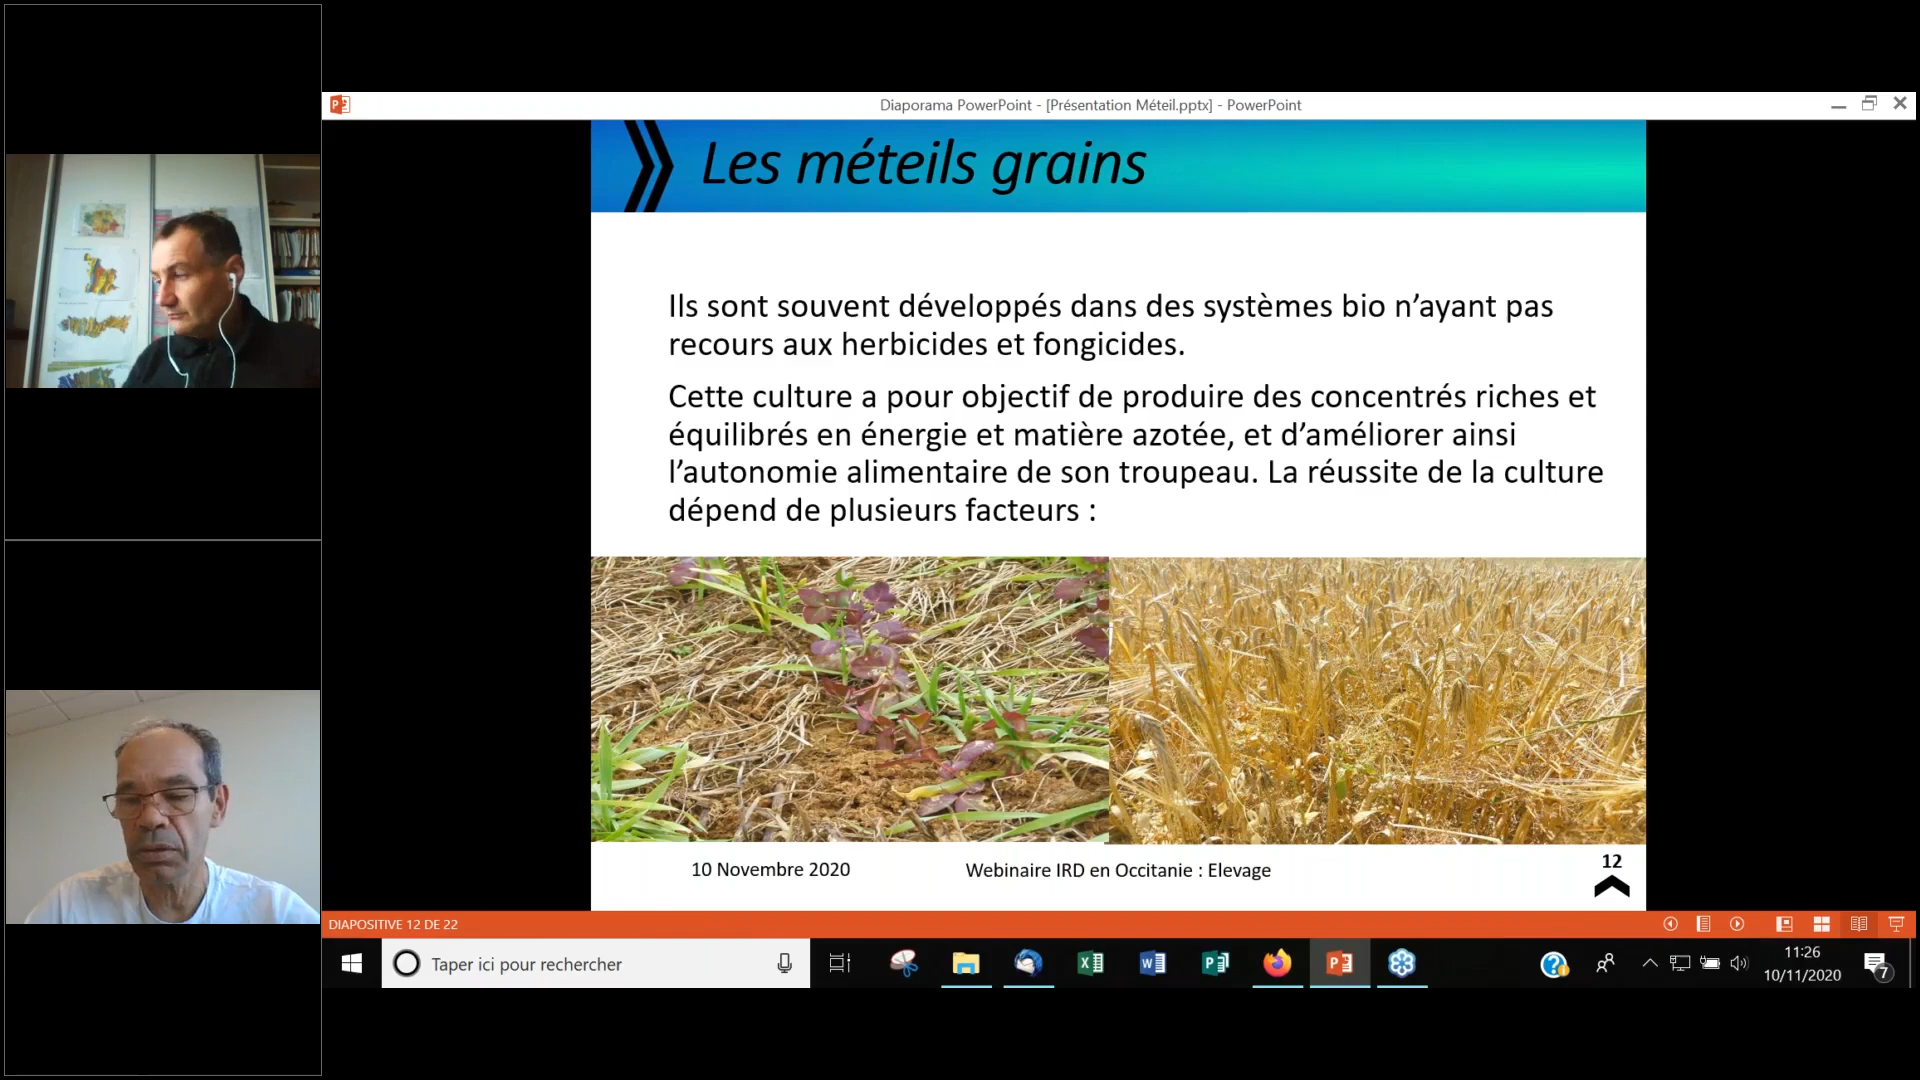 Diaporama PowerPoint - [Présentation Méteil.pptx] - PowerPoint
Les méteils grains
Ils sont souvent développés dans des systèmes bio n’ayant pas
recours aux herbicides et fongicides.
Cette culture a pour objectif de produire des concentrés riches et
équilibrés en énergie et matière azotée, et d’améliorer ainsi
l’autonomie alimentaire de son troupeau. La réussite de la culture
dépend de plusieurs facteurs :
10 Novembre 2020
Webinaire IRD en Occitanie : Elevage
12
DIAPOSITIVE 12 DE 22
Taper ici pour rechercher
11:26
10/11/2020
7